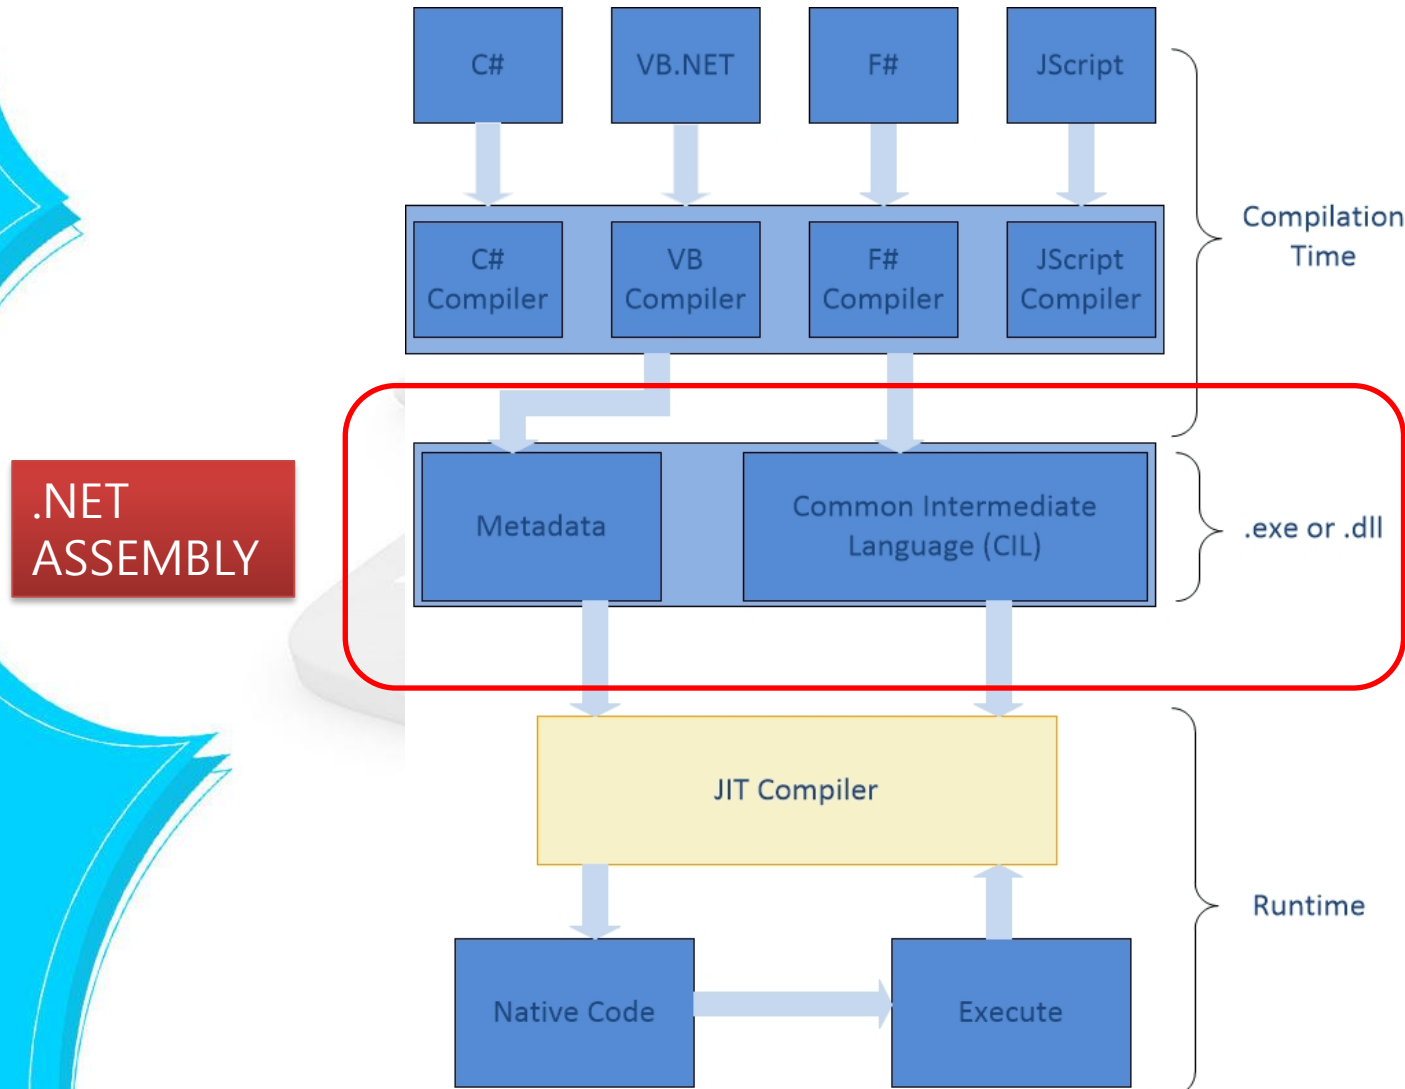 C#
VB.NET
F#
JScript
Compilation
Time
C#
Compiler
VB
Compiler
F#
Compiler
JScript
Compiler
.NET
ASSEMBLY
Metadata
Common Intermediate
Language (CIL)
.exe or .dll
JIT Compiler
Runtime
Native Code
Execute